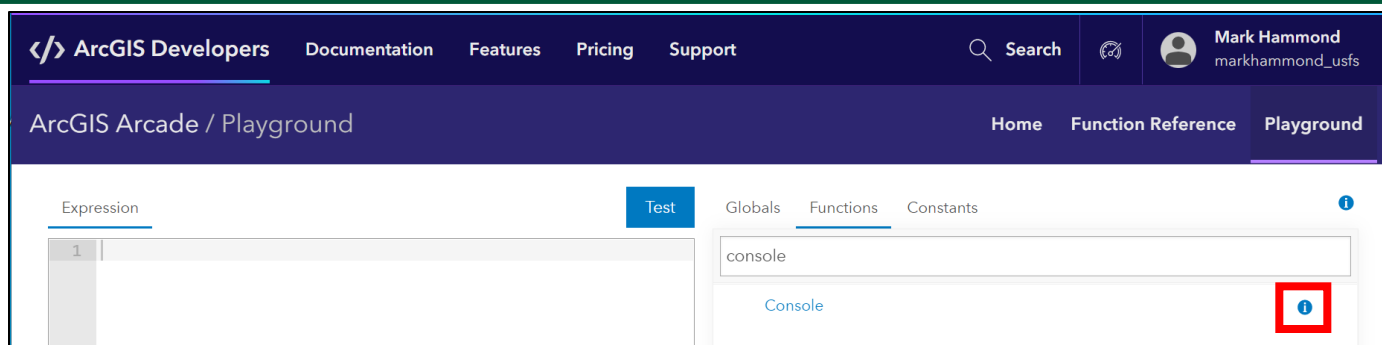 </> ArcGIS Developers Documentation Features Pricing Support Search Mark Hammond
markhammond_usfs
ArcGIS Arcade / Playground Home Function Reference Playground
Expression Test Globals Functions Constants
1
console
Console